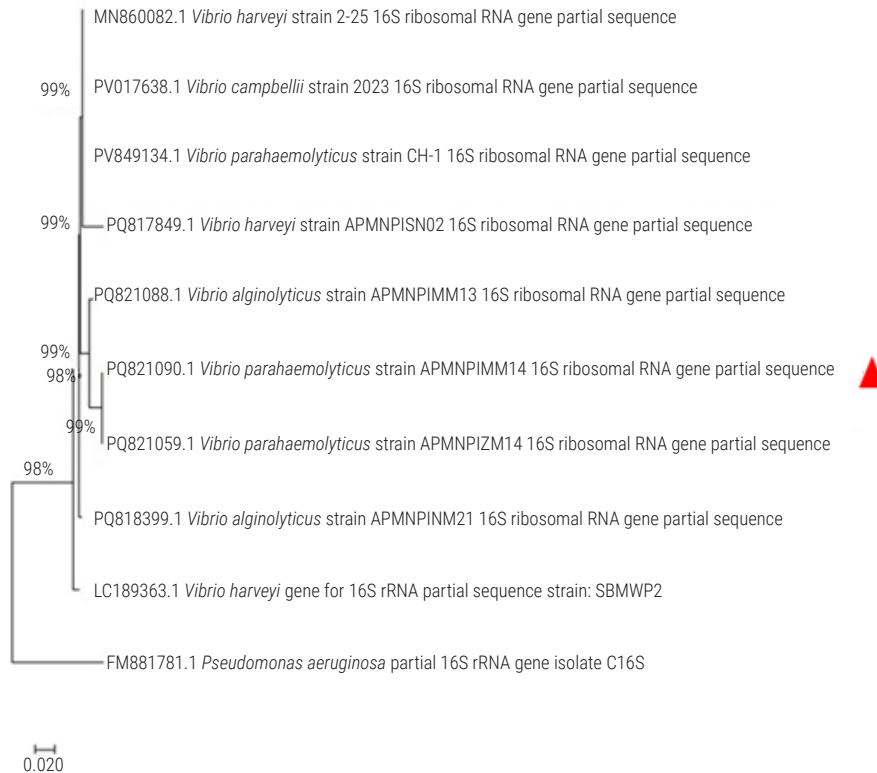 MN860082.1 Vibrio harveyi strain 2-25 16S ribosomal RNA gene partial sequence
99%
PV017638.1 Vibrio campbellii strain 2023 16S ribosomal RNA gene partial sequence
PV849134.1 Vibrio parahaemolyticus strain CH-1 16S ribosomal RNA gene partial sequence
99%
PQ817849.1 Vibrio harveyi strain APMNPISN02 16S ribosomal RNA gene partial sequence
PQ821088.1 Vibrio alginolyticus strain APMNPIMM13 16S ribosomal RNA gene partial sequence
99%
PQ821090.1 Vibrio parahaemolyticus strain APMNPIMM14 16S ribosomal RNA gene partial sequence
98%
99%
PQ821059.1 Vibrio parahaemolyticus strain APMNPIZM14 16S ribosomal RNA gene partial sequence
98%
PQ818399.1 Vibrio alginolyticus strain APMNPINM21 16S ribosomal RNA gene partial sequence
LC189363.1 Vibrio harveyi gene for 16S rRNA partial sequence strain: SBMWP2
FM881781.1 Pseudomonas aeruginosa partial 16S rRNA gene isolate C16S
0.020